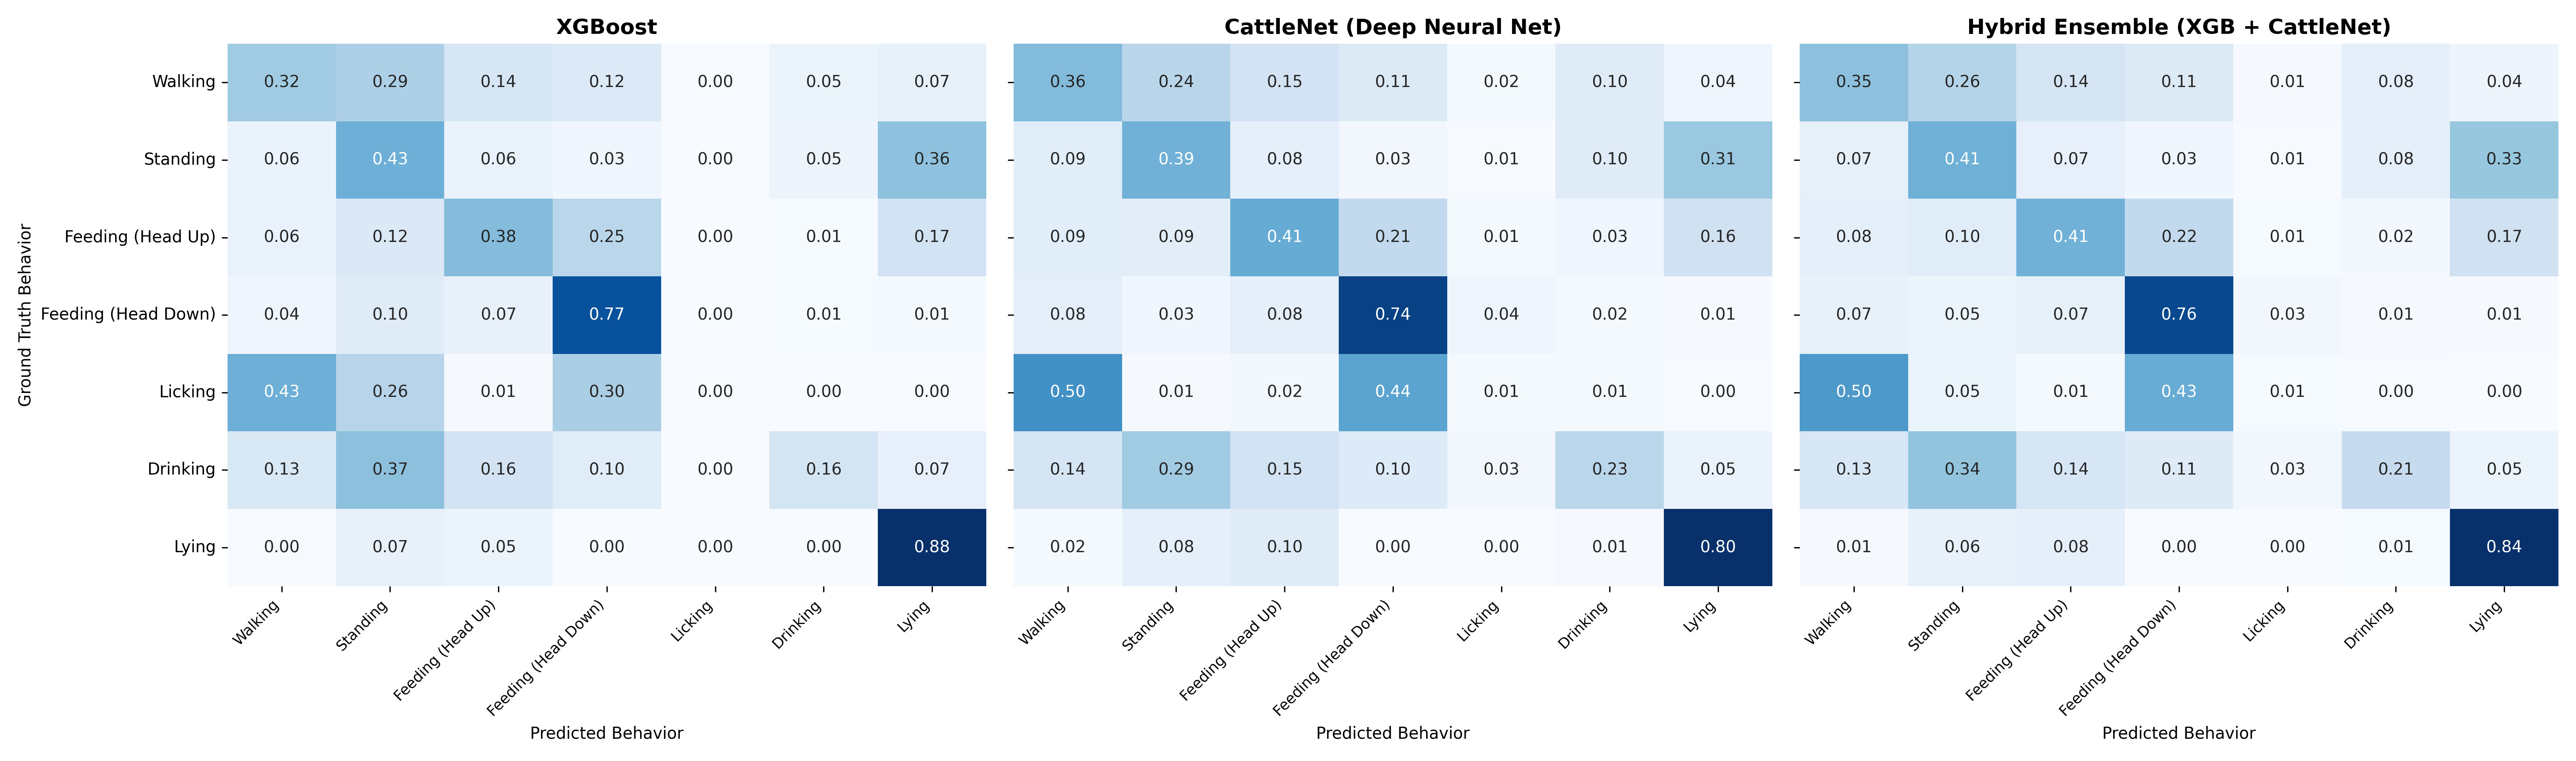 XGBoost
CattleNet (Deep Neural Net)
Hybrid Ensemble (XGB + CattleNet)
Ground Truth Behavior
Walking 0.32 0.29 0.14 0.12 0.00 0.05 0.07 0.36 0.24 0.15 0.11 0.02 0.10 0.04 0.35 0.26 0.14 0.11 0.01 0.08 0.04
Standing 0.06 0.43 0.06 0.03 0.00 0.05 0.36 0.09 0.39 0.08 0.03 0.01 0.10 0.31 0.07 0.41 0.07 0.03 0.01 0.08 0.33
Feeding (Head Up) 0.06 0.12 0.38 0.25 0.00 0.01 0.17 0.09 0.09 0.41 0.21 0.01 0.03 0.16 0.08 0.10 0.41 0.22 0.01 0.02 0.17
Feeding (Head Down) 0.04 0.10 0.07 0.77 0.00 0.01 0.01 0.08 0.03 0.08 0.74 0.04 0.02 0.01 0.07 0.05 0.07 0.76 0.03 0.01 0.01
Licking 0.43 0.26 0.01 0.30 0.00 0.00 0.00 0.50 0.01 0.02 0.44 0.01 0.01 0.00 0.50 0.05 0.01 0.43 0.01 0.00 0.00
Drinking 0.13 0.37 0.16 0.10 0.00 0.16 0.07 0.14 0.29 0.15 0.10 0.03 0.23 0.05 0.13 0.34 0.14 0.11 0.03 0.21 0.05
Lying 0.00 0.07 0.05 0.00 0.00 0.00 0.88 0.02 0.08 0.10 0.00 0.00 0.01 0.80 0.01 0.06 0.08 0.00 0.00 0.01 0.84
Walking Standing Feeding (Head Up) Feeding (Head Down) Licking Drinking Lying Walking Standing Feeding (Head Up) Feeding (Head Down) Licking Drinking Lying Walking Standing Feeding (Head Up) Feeding (Head Down) Licking Drinking Lying
Predicted Behavior
Predicted Behavior
Predicted Behavior